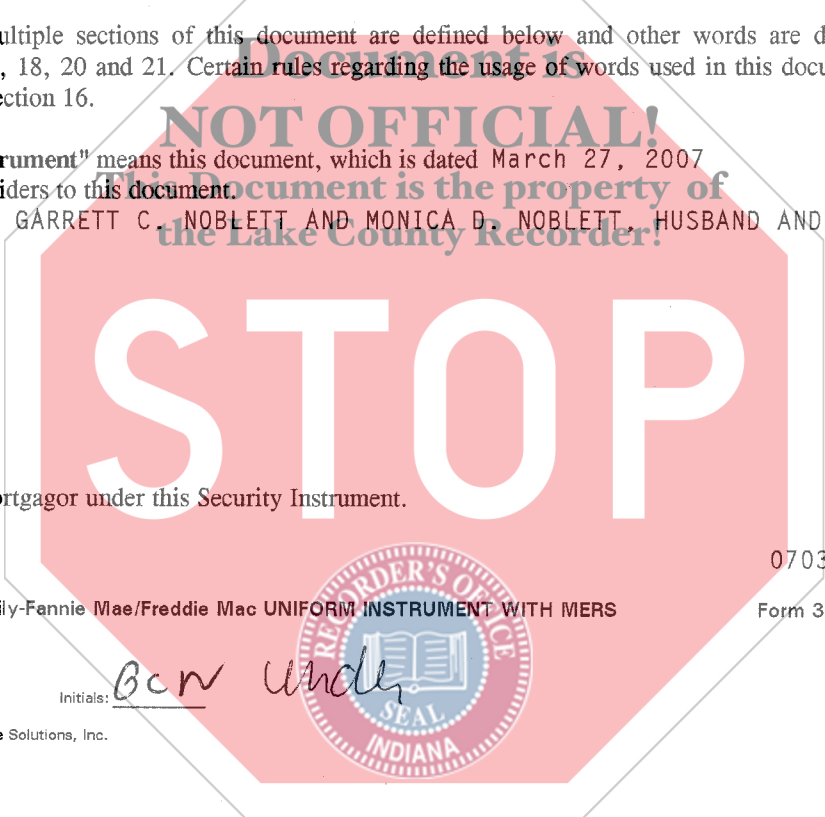 ultiple sections of this document are defined below and other words are d
Document is
, 18, 20 and 21. Certain rules regarding the usage of words used in this docu
ection 16.
NOT OFFICIAL!
rument" means this document, which is dated March 27, 2007
This Document is the property of
iders to this document.
GARRETT C. NOBLETT AND MONICA D. NOBLETT, HUSBAND AND
the Lake County Recorder!
STOP
ortgagor under this Security Instrument.
0703
ily-Fannie Mae/Freddie Mac UNIFORM INSTRUMENT WITH MERS
Form 3
RECORDER'S OFFICE
Initials: GCN
SEAL
e Solutions, Inc.
INDIANA